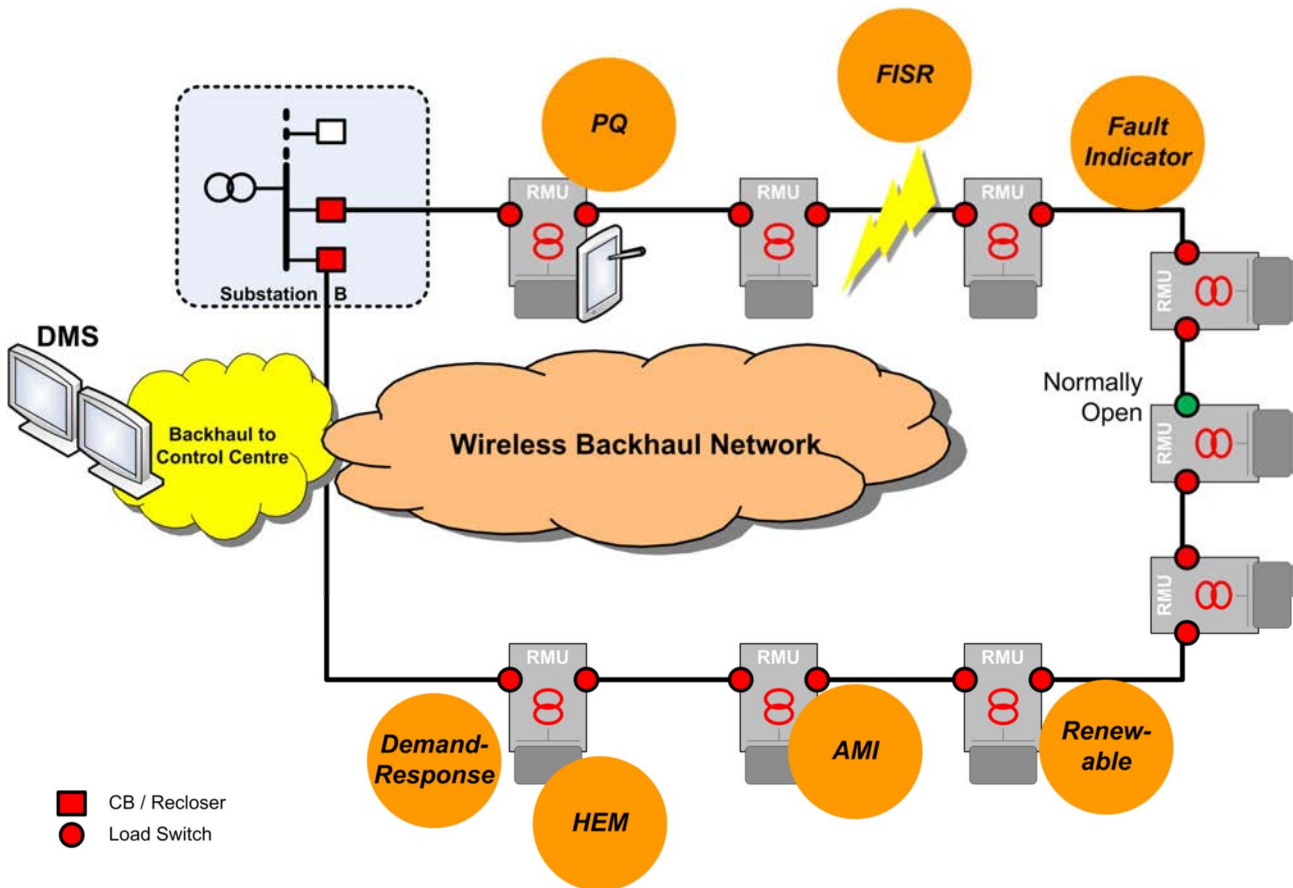 FISR
PQ
Fault
Indicator
RMU
RMU
RMU
Substation B
RMU
DMS
Normally
Open
Backhaul to
Control Centre
Wireless Backhaul Network
RMU
RMU
RMU
RMU
RMU
Demand-
Response
AMI
Renew-
able
HEM
CB / Recloser
Load Switch